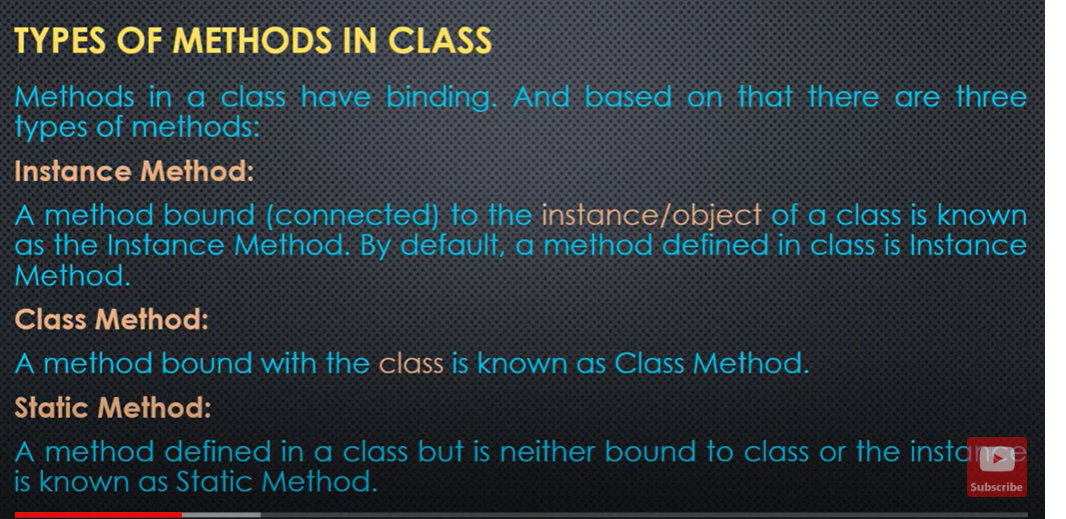 TYPES OF METHODS IN CLASS
Methods in a class have binding. And based on that there are three
types of methods:
Instance Method:
A method bound (connected) to the instance/object of a class is known
as the Instance Method. By default, a method defined in class is Instance
Method.
Class Method:
A method bound with the class is known as Class Method.
Static Method:
A method defined in a class but is neither bound to class or the instance
is known as Static Method.
Subscribe